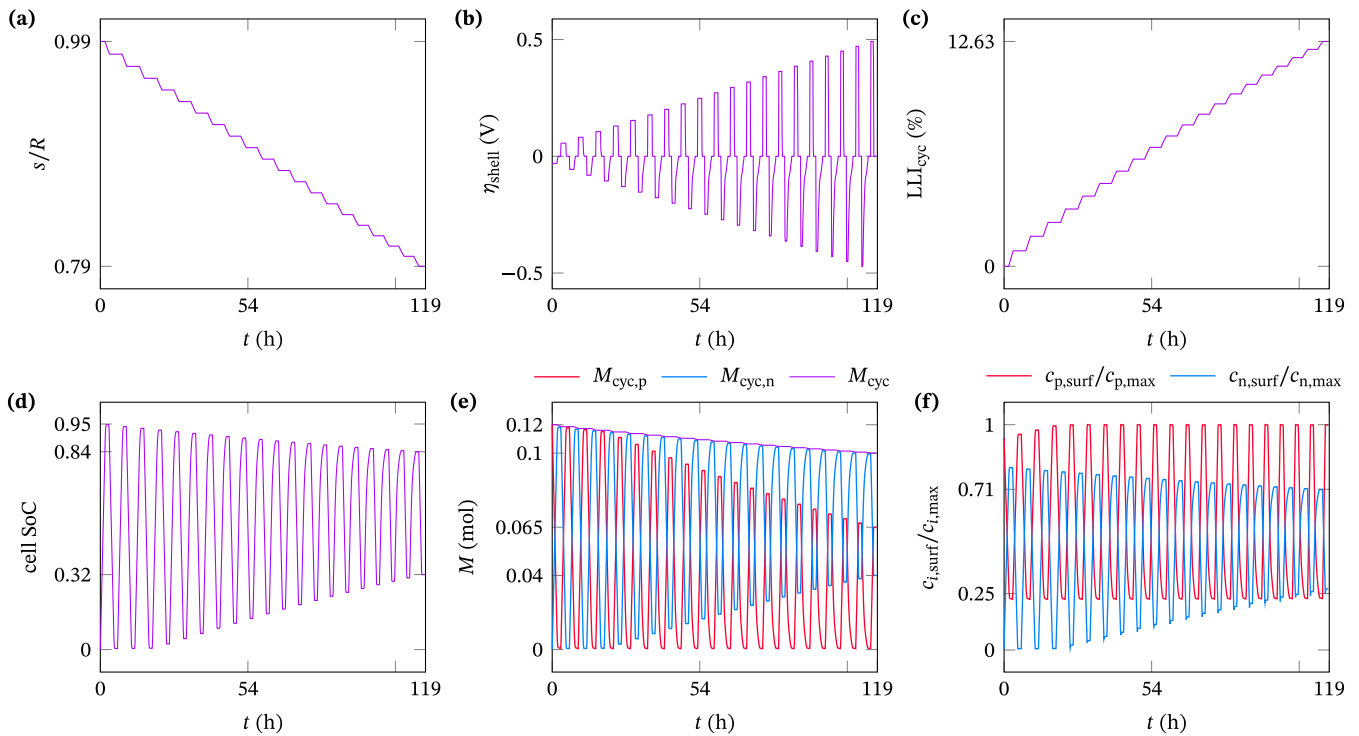 (a)
0.99
0.79
s/R
0
54
119
t (h)
(b)
0.5
0
−0.5
η_shell (V)
0
54
119
t (h)
(c)
12.63
0
LLI_cyc (%)
0
54
119
t (h)
(d)
0.95
0.84
0.32
0
cell SoC
0
54
119
t (h)
M_cyc,p M_cyc,n M_cyc
(e)
0.12
0.1
0.065
0.04
0
M (mol)
0
54
119
t (h)
c_p,surf/c_p,max c_n,surf/c_n,max
(f)
1
0.71
0.25
0
c_i,surf/c_i,max
0
54
119
t (h)